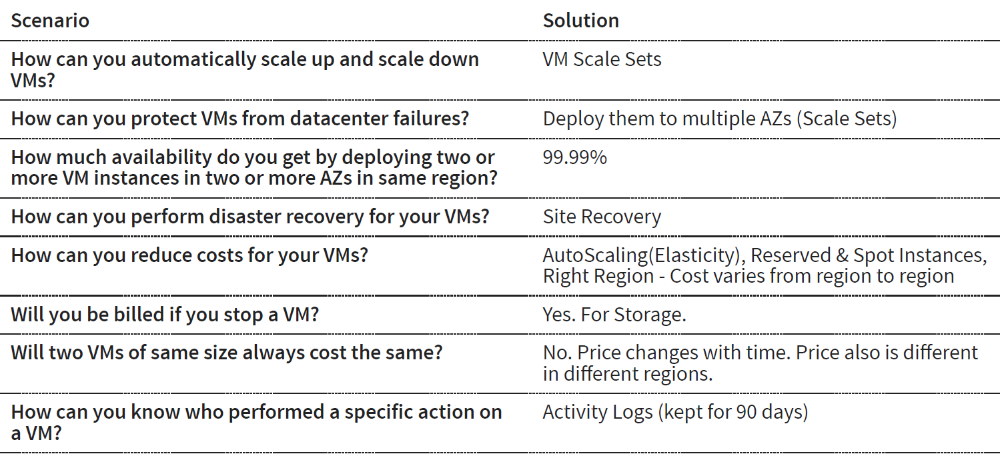 Scenario
Solution
How can you automatically scale up and scale down
VMs?
VM Scale Sets
How can you protect VMs from datacenter failures?
Deploy them to multiple AZs (Scale Sets)
How much availability do you get by deploying two or
more VM instances in two or more AZs in same region?
99.99%
How can you perform disaster recovery for your VMs?
Site Recovery
How can you reduce costs for your VMs?
AutoScaling(Elasticity), Reserved & Spot Instances,
Right Region - Cost varies from region to region
Will you be billed if you stop a VM?
Yes. For Storage.
Will two VMs of same size always cost the same?
No. Price changes with time. Price also is different
in different regions.
How can you know who performed a specific action on
a VM?
Activity Logs (kept for 90 days)